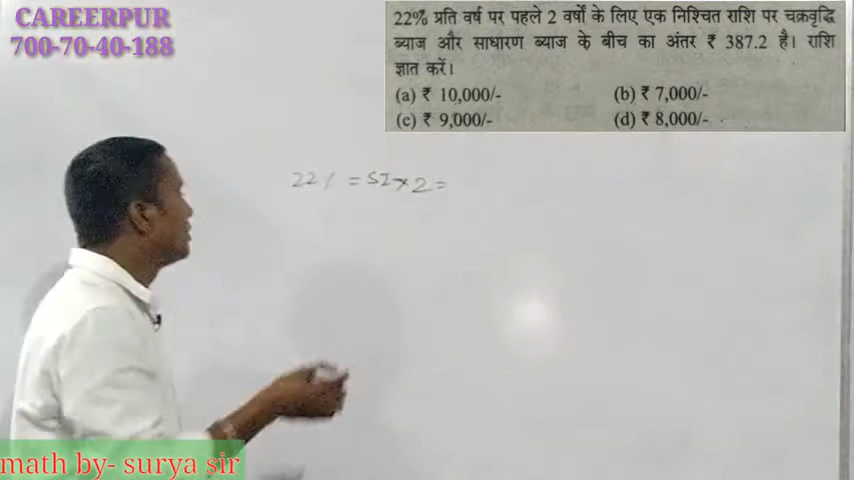 CAREERPUR
700-70-40-188
22% प्रति वर्ष पर पहले 2 वर्षों के लिए एक निश्चित राशि पर चक्रवृद्धि
ब्याज और साधारण ब्याज के बीच का अंतर ₹ 387.2 है। राशि
ज्ञात करें।
(a) ₹ 10,000/- (b) ₹ 7,000/-
(c) ₹ 9,000/- (d) ₹ 8,000/-
22% = SI × 2 =
math by- surya sir